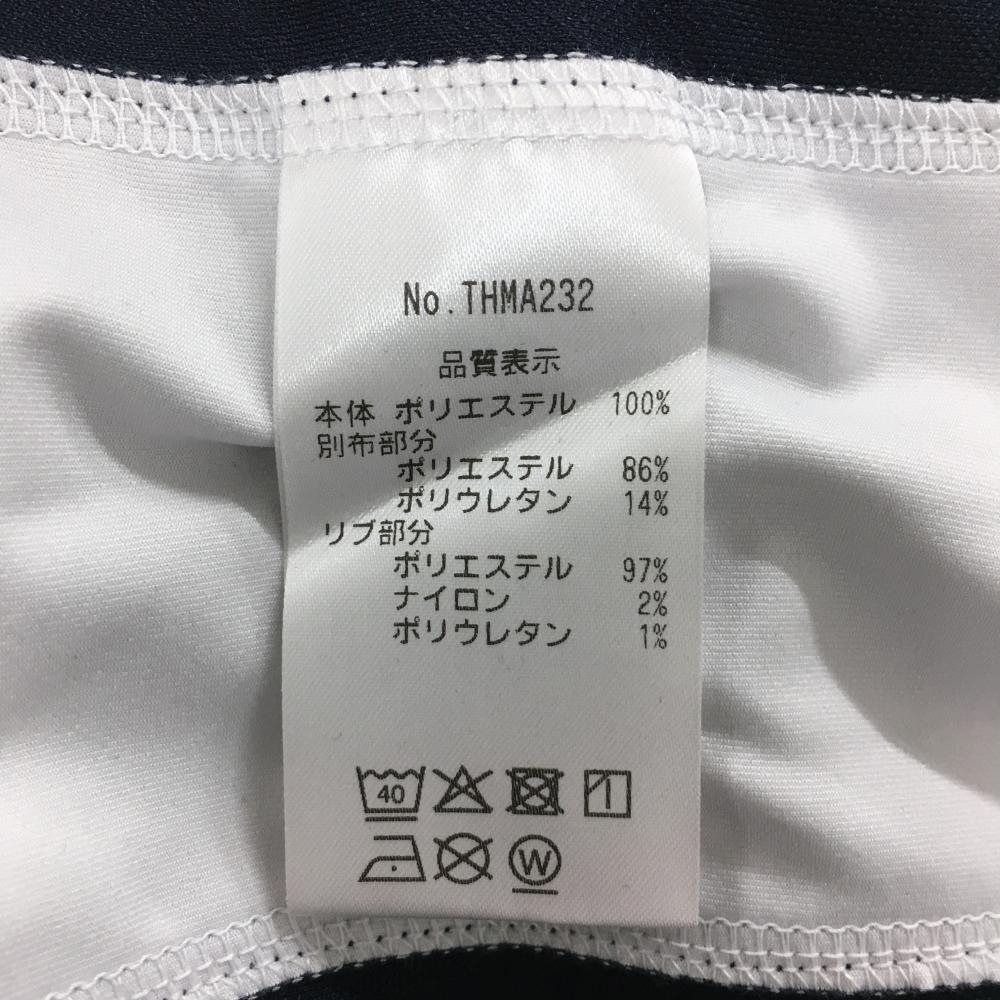 No.THMA232
品質表示
本体 ポリエステル 100%
別布部分
ポリエステル 86%
ポリウレタン 14%
リブ部分
ポリエステル 97%
ナイロン 2%
ポリウレタン 1%
40
W